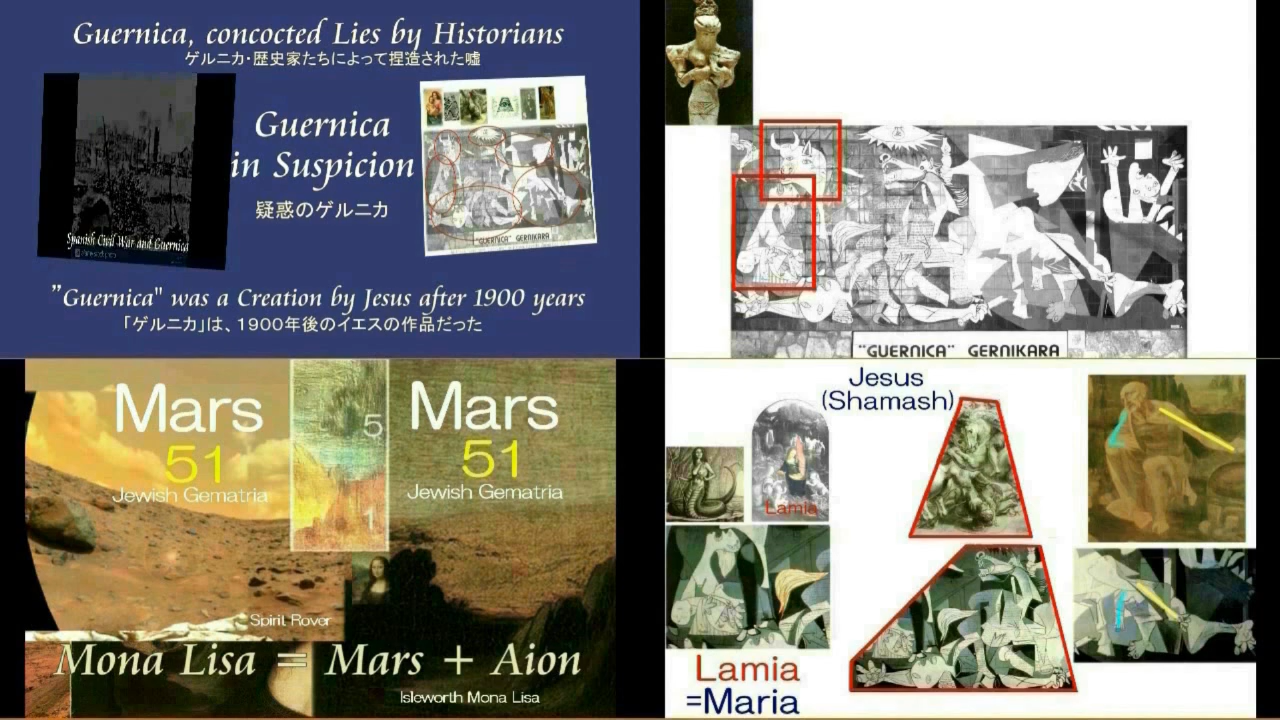 Guernica, concocted Lies by Historians
ゲルニカ・歴史家たちによって捏造された嘘
Guernica
in Suspicion
疑惑のゲルニカ
Spanish Civil War and Guernica
"GUERNICA" GERNIKARA
”Guernica" was a Creation by Jesus after 1900 years
「ゲルニカ」は、1900年後のイエスの作品だった
"GUERNICA" GERNIKARA
Mars
51
Jewish Gematria
5
1
Mars
51
Jewish Gematria
Spirit Rover
Mona Lisa = Mars + Aion
Isleworth Mona Lisa
Jesus
(Shamash)
Lamia
Lamia
=Maria